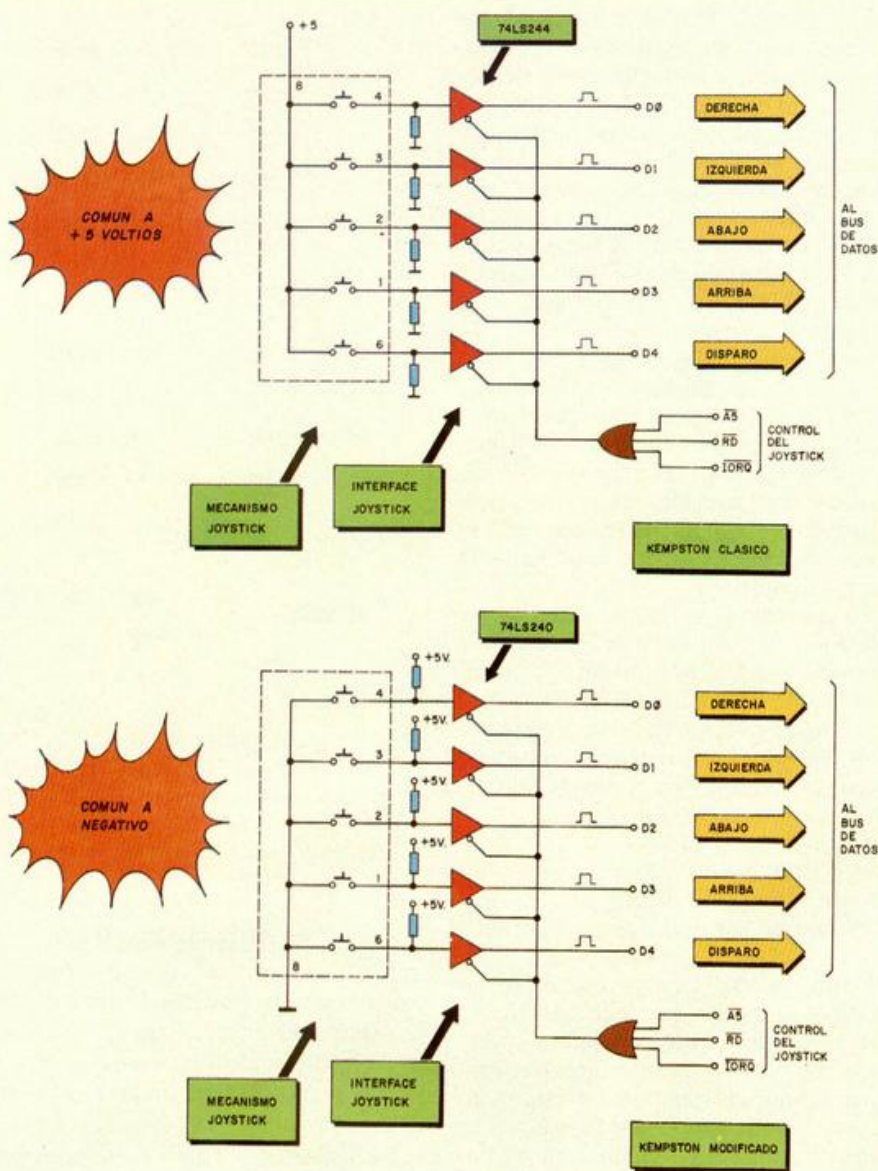 +5
74LS244
8
4
DØ
DERECHA
3
D1
IZQUIERDA
COMUN A
+ 5 VOLTIOS
2
D2
ABAJO
AL
BUS
DE
DATOS
1
D3
ARRIBA
6
D4
DISPARO
A5
RD
IORQ
CONTROL
DEL
JOYSTICK
MECANISMO
JOYSTICK
INTERFACE
JOYSTICK
KEMPSTON CLASICO
74LS240
+5V.
4
DØ
DERECHA
+5V.
3
D1
IZQUIERDA
COMUN A
NEGATIVO
+5V.
2
D2
ABAJO
AL
BUS
DE
DATOS
+5V.
1
D3
ARRIBA
+5V.
6
D4
DISPARO
8
A5
RD
IORQ
CONTROL
DEL
JOYSTICK
MECANISMO
JOYSTICK
INTERFACE
JOYSTICK
KEMPSTON MODIFICADO